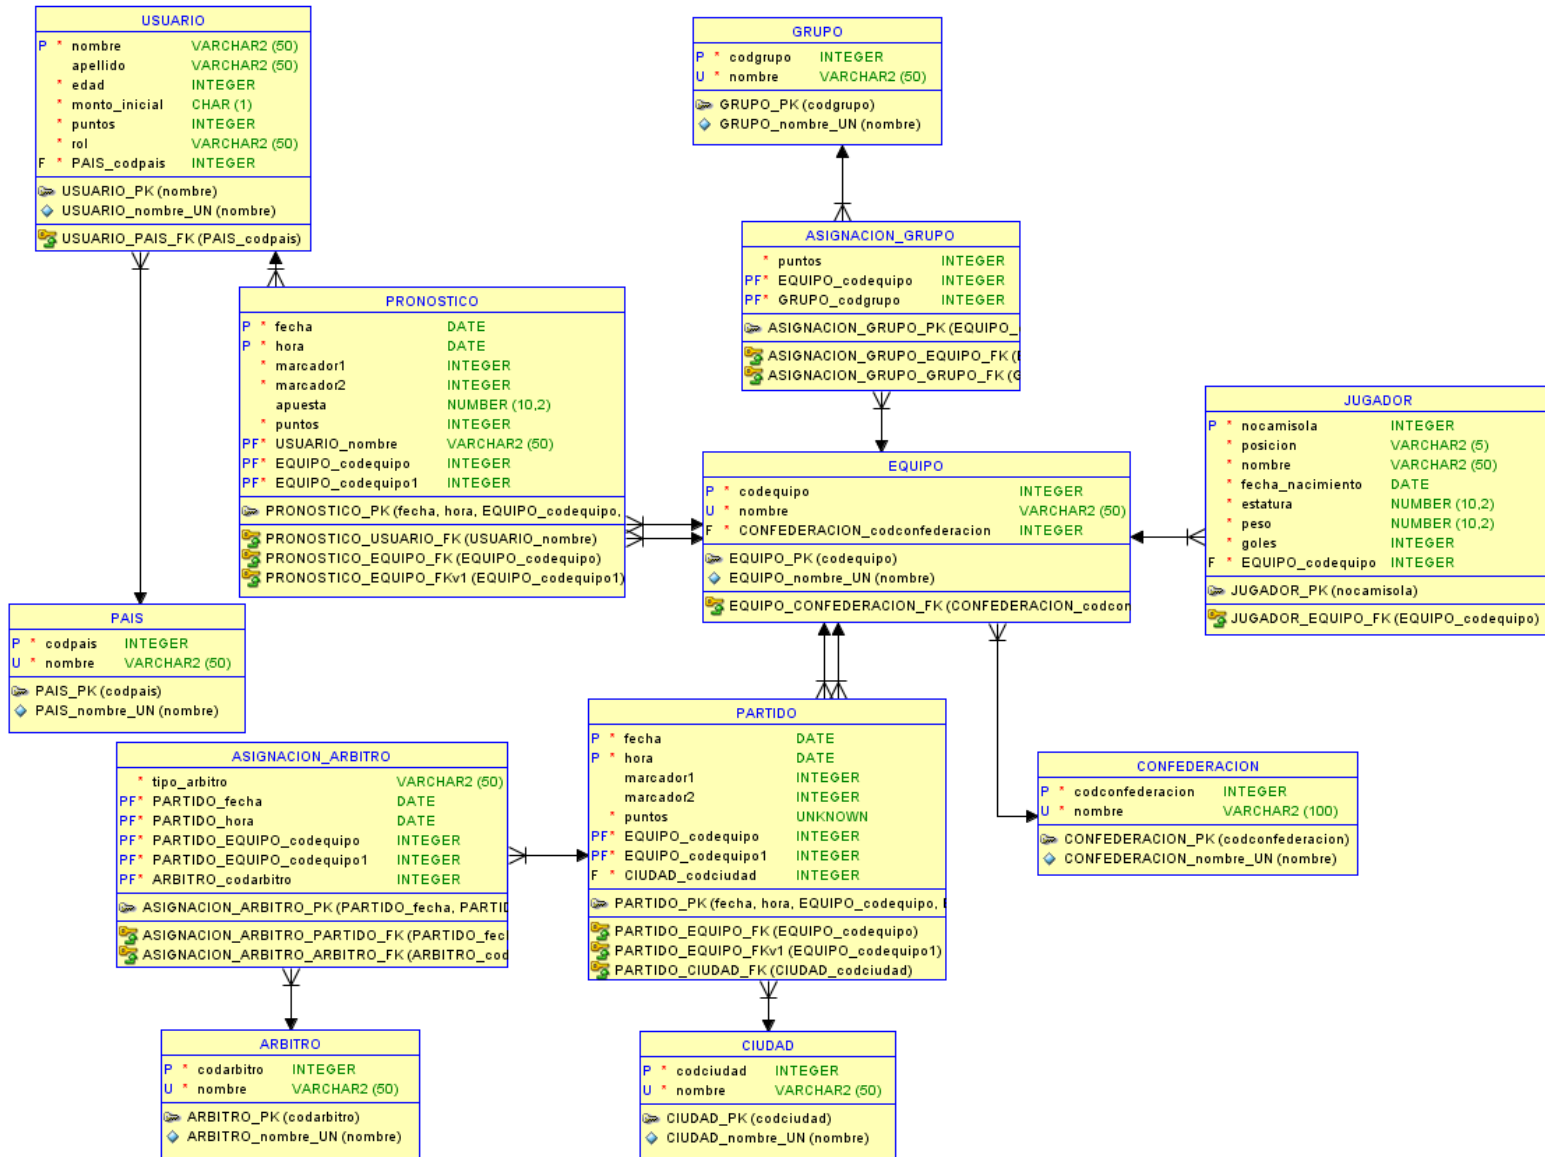 USUARIO
P * nombre VARCHAR2 (50)
apellido VARCHAR2 (50)
* edad INTEGER
* monto_inicial CHAR (1)
* puntos INTEGER
* rol VARCHAR2 (50)
F * PAIS_codpais INTEGER
USUARIO_PK (nombre)
USUARIO_nombre_UN (nombre)
USUARIO_PAIS_FK (PAIS_codpais)
GRUPO
P * codgrupo INTEGER
U * nombre VARCHAR2 (50)
GRUPO_PK (codgrupo)
GRUPO_nombre_UN (nombre)
ASIGNACION_GRUPO
* puntos INTEGER
PF* EQUIPO_codequipo INTEGER
PF* GRUPO_codgrupo INTEGER
ASIGNACION_GRUPO_PK (EQUIPO_
ASIGNACION_GRUPO_EQUIPO_FK (
ASIGNACION_GRUPO_GRUPO_FK (G
PRONOSTICO
P * fecha DATE
P * hora DATE
* marcador1 INTEGER
* marcador2 INTEGER
apuesta NUMBER (10,2)
* puntos INTEGER
PF* USUARIO_nombre VARCHAR2 (50)
PF* EQUIPO_codequipo INTEGER
PF* EQUIPO_codequipo1 INTEGER
PRONOSTICO_PK (fecha, hora, EQUIPO_codequipo,
PRONOSTICO_USUARIO_FK (USUARIO_nombre)
PRONOSTICO_EQUIPO_FK (EQUIPO_codequipo)
PRONOSTICO_EQUIPO_FKv1 (EQUIPO_codequipo1)
JUGADOR
P * nocamisola INTEGER
* posicion VARCHAR2 (5)
* nombre VARCHAR2 (50)
* fecha_nacimiento DATE
* estatura NUMBER (10,2)
* peso NUMBER (10,2)
* goles INTEGER
F * EQUIPO_codequipo INTEGER
JUGADOR_PK (nocamisola)
JUGADOR_EQUIPO_FK (EQUIPO_codequipo)
EQUIPO
P * codequipo INTEGER
U * nombre VARCHAR2 (50)
F * CONFEDERACION_codconfederacion INTEGER
EQUIPO_PK (codequipo)
EQUIPO_nombre_UN (nombre)
EQUIPO_CONFEDERACION_FK (CONFEDERACION_codcon
PAIS
P * codpais INTEGER
U * nombre VARCHAR2 (50)
PAIS_PK (codpais)
PAIS_nombre_UN (nombre)
PARTIDO
P * fecha DATE
P * hora DATE
marcador1 INTEGER
marcador2 INTEGER
* puntos UNKNOWN
PF* EQUIPO_codequipo INTEGER
PF* EQUIPO_codequipo1 INTEGER
F * CIUDAD_codciudad INTEGER
PARTIDO_PK (fecha, hora, EQUIPO_codequipo,
PARTIDO_EQUIPO_FK (EQUIPO_codequipo)
PARTIDO_EQUIPO_FKv1 (EQUIPO_codequipo1)
PARTIDO_CIUDAD_FK (CIUDAD_codciudad)
ASIGNACION_ARBITRO
* tipo_arbitro VARCHAR2 (50)
PF* PARTIDO_fecha DATE
PF* PARTIDO_hora DATE
PF* PARTIDO_EQUIPO_codequipo INTEGER
PF* PARTIDO_EQUIPO_codequipo1 INTEGER
PF* ARBITRO_codarbitro INTEGER
ASIGNACION_ARBITRO_PK (PARTIDO_fecha, PARTID
ASIGNACION_ARBITRO_PARTIDO_FK (PARTIDO_fec
ASIGNACION_ARBITRO_ARBITRO_FK (ARBITRO_cod
CONFEDERACION
P * codconfederacion INTEGER
U * nombre VARCHAR2 (100)
CONFEDERACION_PK (codconfederacion)
CONFEDERACION_nombre_UN (nombre)
ARBITRO
P * codarbitro INTEGER
U * nombre VARCHAR2 (50)
ARBITRO_PK (codarbitro)
ARBITRO_nombre_UN (nombre)
CIUDAD
P * codciudad INTEGER
U * nombre VARCHAR2 (50)
CIUDAD_PK (codciudad)
CIUDAD_nombre_UN (nombre)